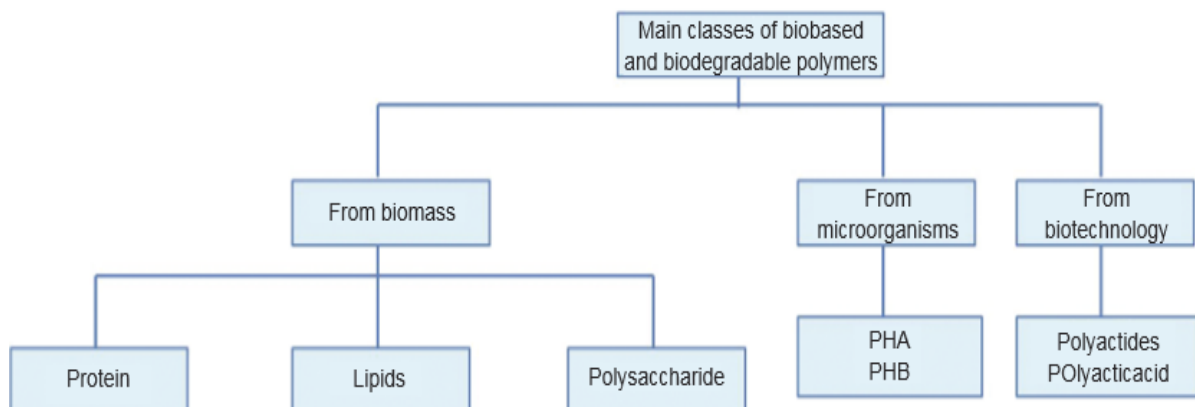 Main classes of biobased
and biodegradable polymers
From biomass
From
microorganisms
From
biotechnology
Protein
Lipids
Polysaccharide
PHA
PHB
Polyactides
POlyacticacid